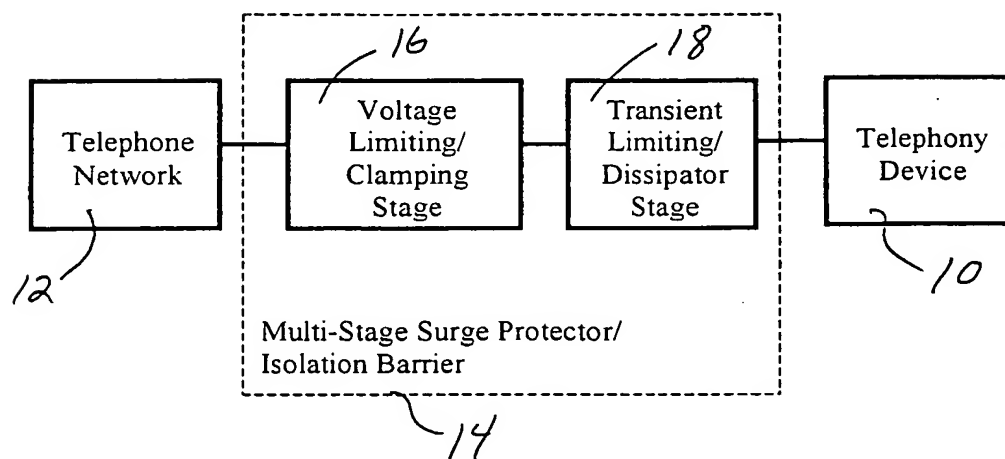 16
18
Telephone
Network
Voltage
Limiting/
Clamping
Stage
Transient
Limiting/
Dissipator
Stage
Telephony
Device
12
10
Multi-Stage Surge Protector/
Isolation Barrier
14